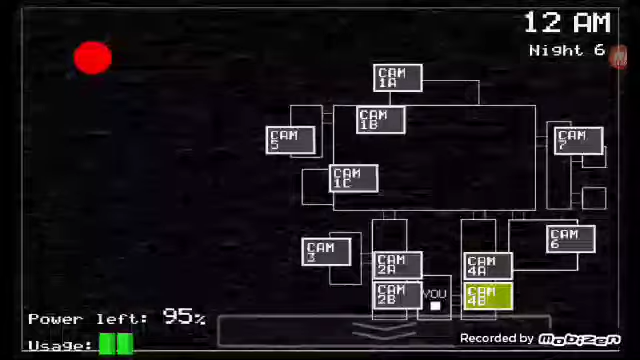 12 AM
Night 6
CAM
1A
CAM
1B
CAM
5
CAM
7
CAM
1C
CAM
6
CAM
3
CAM
2A
CAM
4A
CAM
2B
YOU
CAM
4B
Power left: 95%
Usage:
Recorded by MOBIZEN